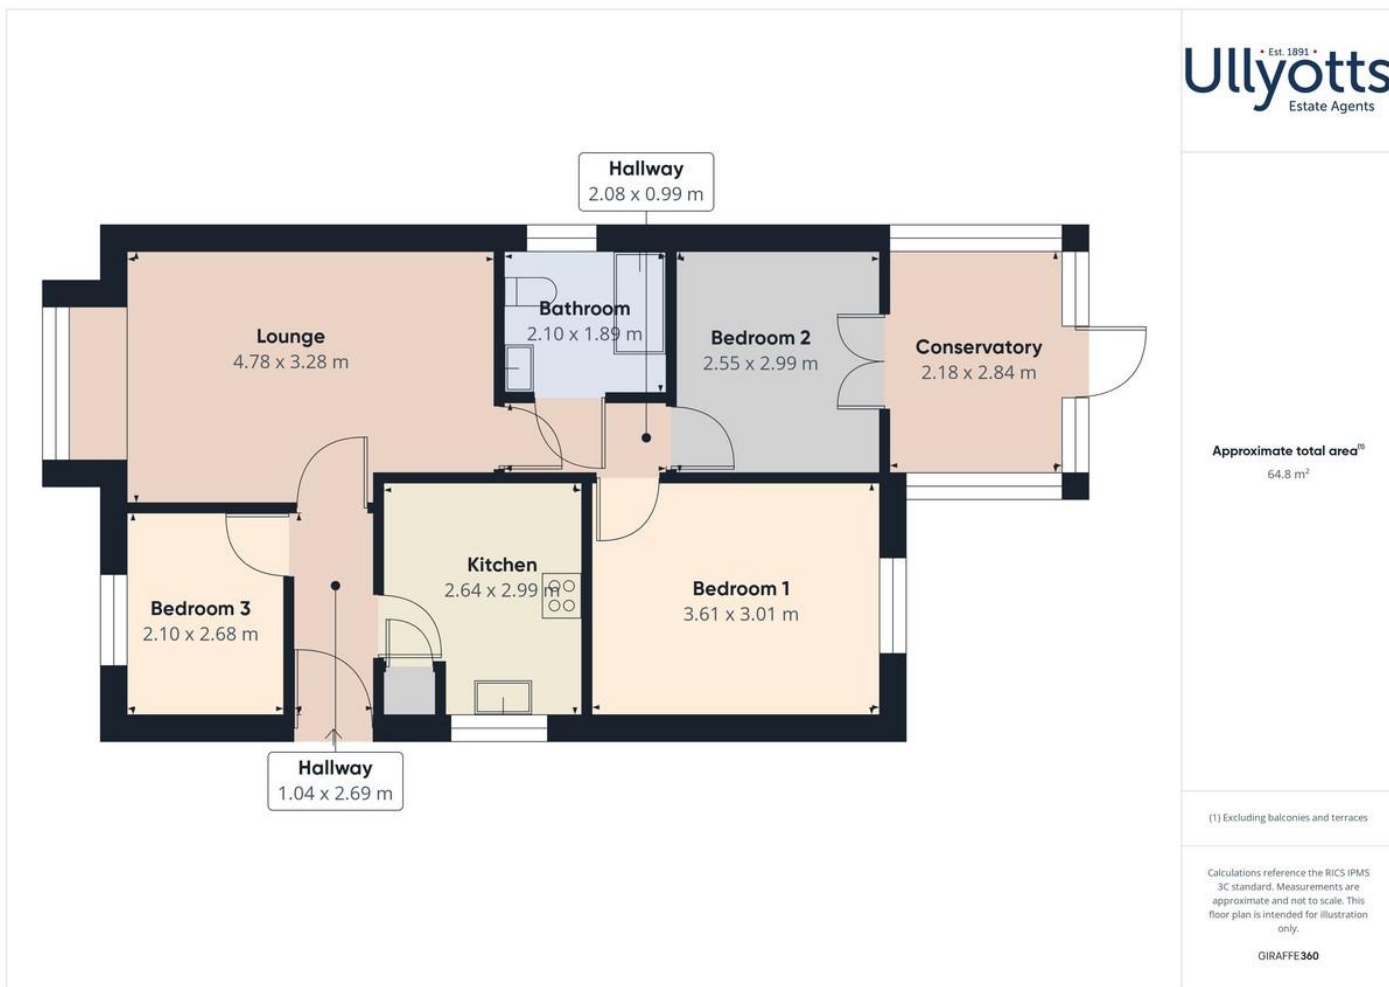 • Est. 1891 •
Ullyotts
Estate Agents
Hallway
2.08 x 0.99 m
Lounge
4.78 x 3.28 m
Bathroom
2.10 x 1.89 m
Bedroom 2
2.55 x 2.99 m
Conservatory
2.18 x 2.84 m
Kitchen
2.64 x 2.99 m
Bedroom 1
3.61 x 3.01 m
Bedroom 3
2.10 x 2.68 m
Hallway
1.04 x 2.69 m
Approximate total area(1)
64.8 m²
(1) Excluding balconies and terraces
Calculations reference the RICS IPMS
3C standard. Measurements are
approximate and not to scale. This
floor plan is intended for illustration
only.
GIRAFFE360